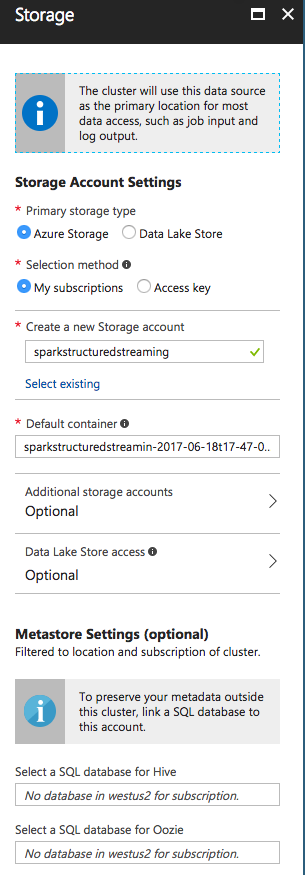 Storage
The cluster will use this data source
as the primary location for most
data access, such as job input and
log output.
Storage Account Settings
* Primary storage type
Azure Storage Data Lake Store
* Selection method
My subscriptions Access key
* Create a new Storage account
sparkstructuredstreaming
Select existing
* Default container
sparkstructuredstreamin-2017-06-18t17-47-0..
Additional storage accounts
Optional
Data Lake Store access
Optional
Metastore Settings (optional)
Filtered to location and subscription of cluster.
To preserve your metadata outside
this cluster, link a SQL database to
this account.
Select a SQL database for Hive
No database in westus2 for subscription.
Select a SQL database for Oozie
No database in westus2 for subscription.